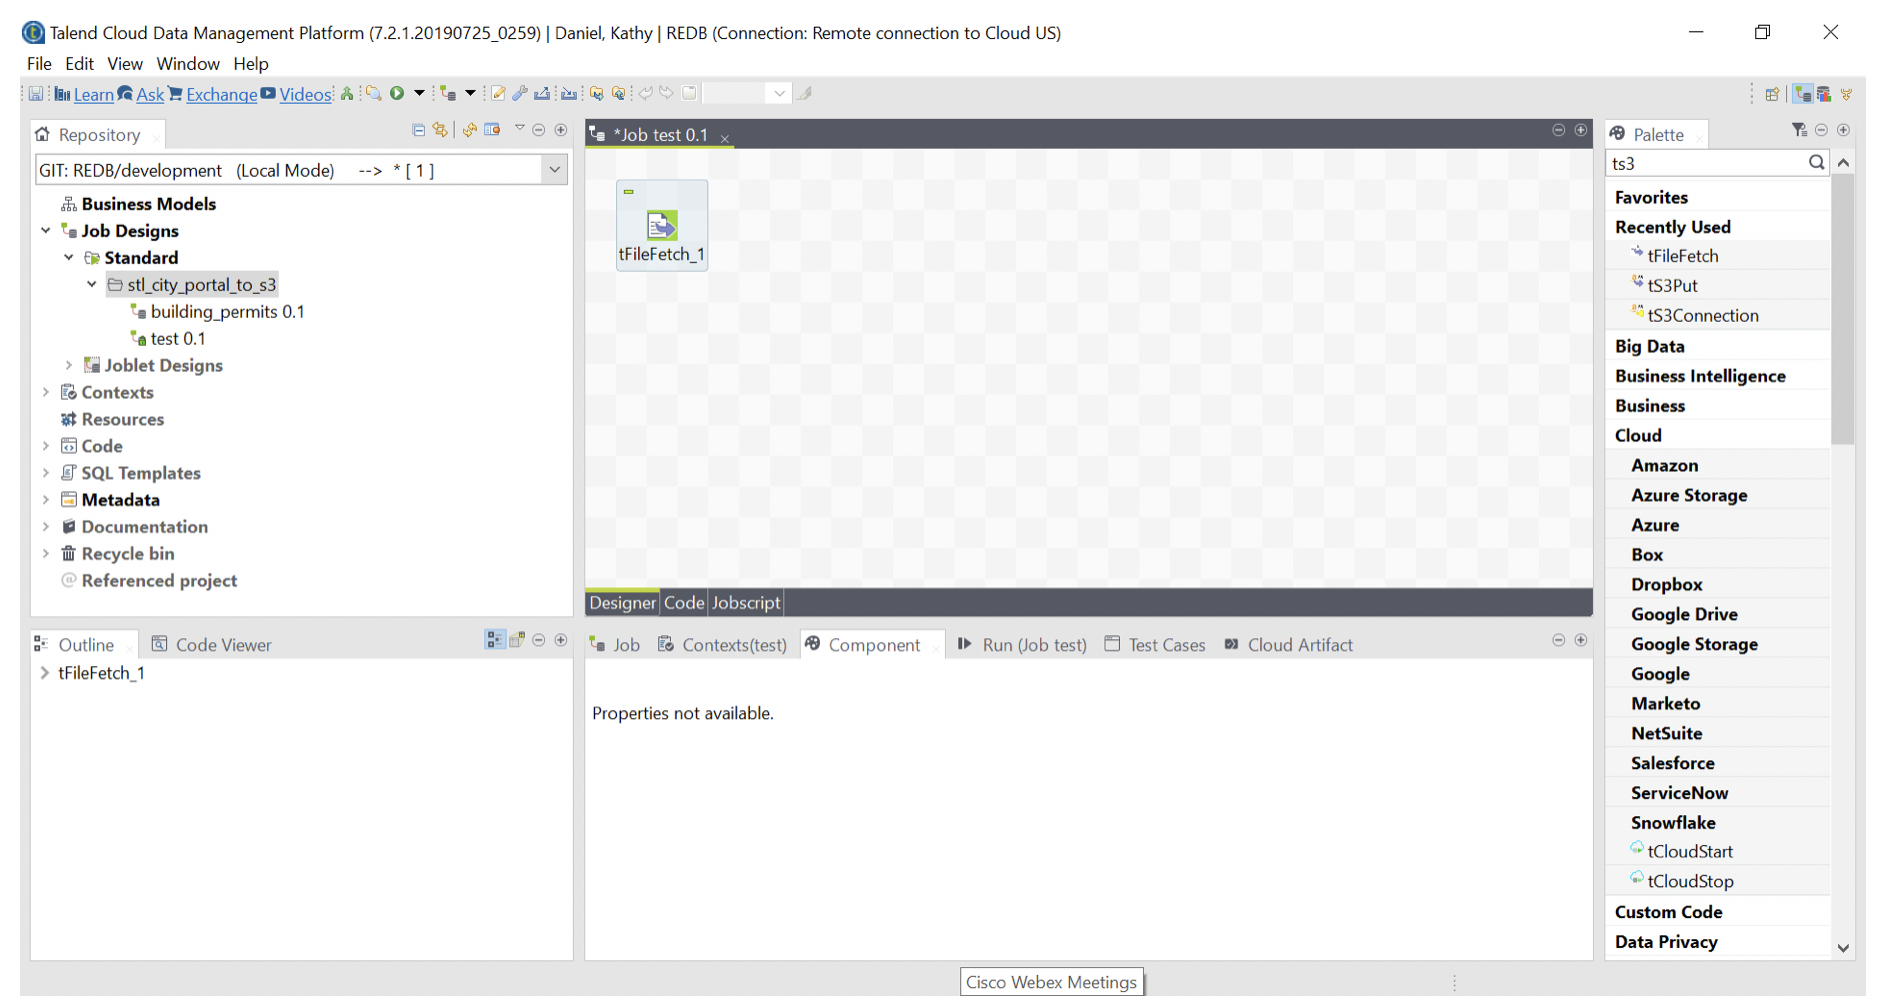 Talend Cloud Data Management Platform (7.2.1.20190725_0259) | Daniel, Kathy | REDB (Connection: Remote connection to Cloud US)
File Edit View Window Help
Learn Ask Exchange Videos
Repository
GIT: REDB/development (Local Mode) --> * [ 1 ]
Business Models
Job Designs
Standard
stl_city_portal_to_s3
building_permits 0.1
test 0.1
Joblet Designs
Contexts
Resources
Code
SQL Templates
Metadata
Documentation
Recycle bin
Referenced project
*Job test 0.1
tFileFetch_1
Designer Code Jobscript
Palette
ts3
Favorites
Recently Used
tFileFetch
tS3Put
tS3Connection
Big Data
Business Intelligence
Business
Cloud
Amazon
Azure Storage
Azure
Box
Dropbox
Google Drive
Google Storage
Google
Marketo
NetSuite
Salesforce
ServiceNow
Snowflake
tCloudStart
tCloudStop
Custom Code
Data Privacy
Outline Code Viewer
tFileFetch_1
Job Contexts(test) Component Run (Job test) Test Cases Cloud Artifact
Properties not available.
Cisco Webex Meetings